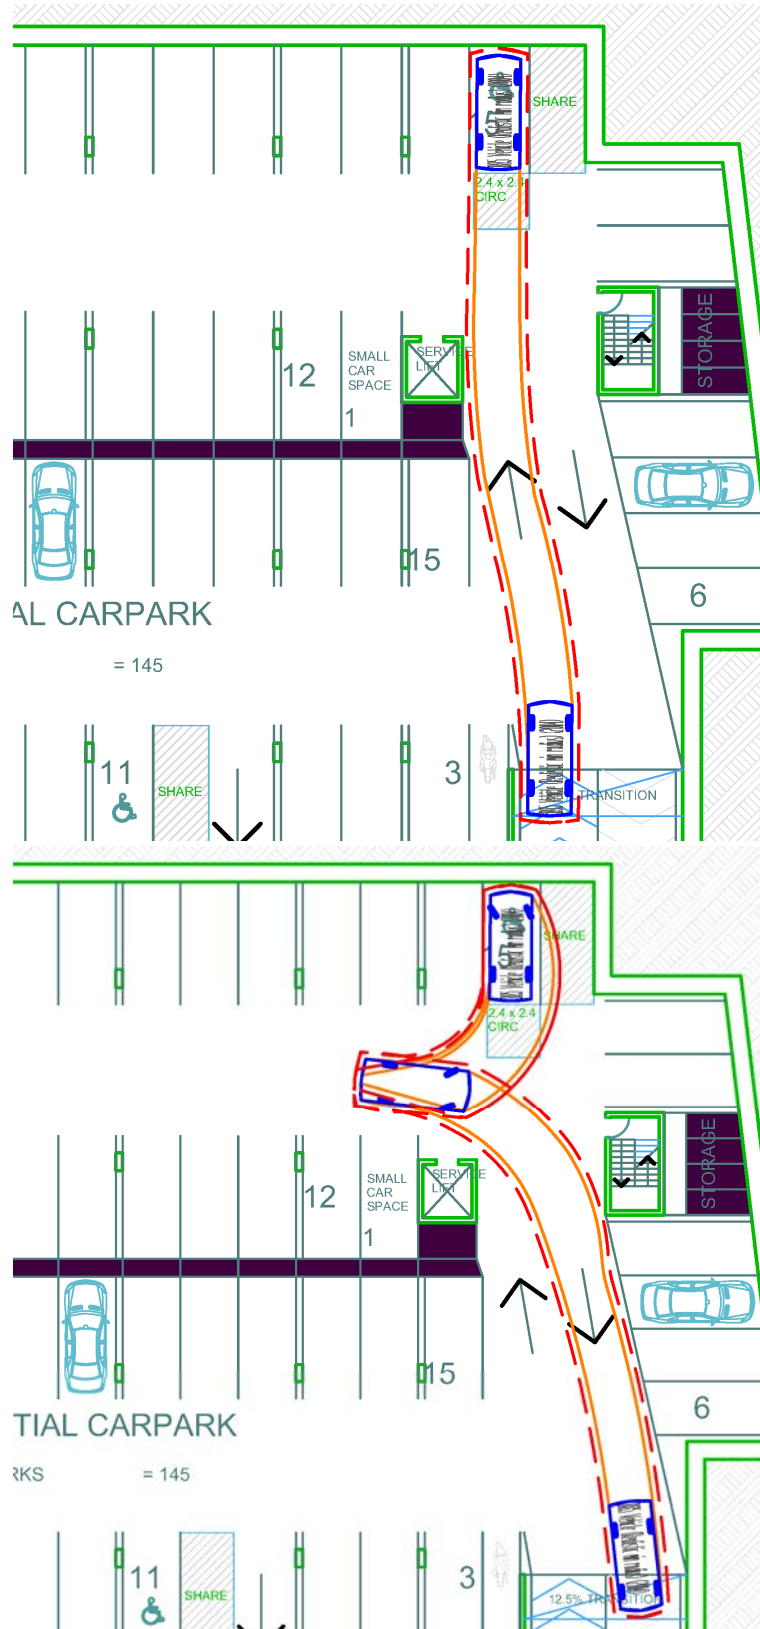 SHARE
2.4 x 2.4
CIRC
SERVICE
LIFT
SMALL
CAR
SPACE
1
12
STORAGE
15
6
AL CARPARK
= 145
11
SHARE
3
TRANSITION
SHARE
2.4 x 2.4
CIRC
SERVICE
LIFT
SMALL
CAR
SPACE
1
12
STORAGE
15
6
TIAL CARPARK
RKS = 145
11
SHARE
3
12.5% TRANSITION